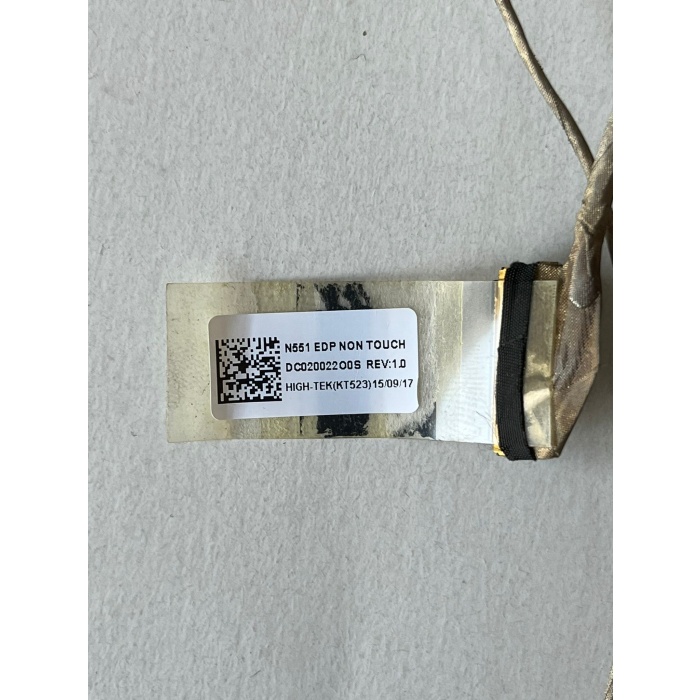 N551 EDP NON TOUCH
DC02002200S REV:1.0
HIGH-TEK(KT523)15/09/17